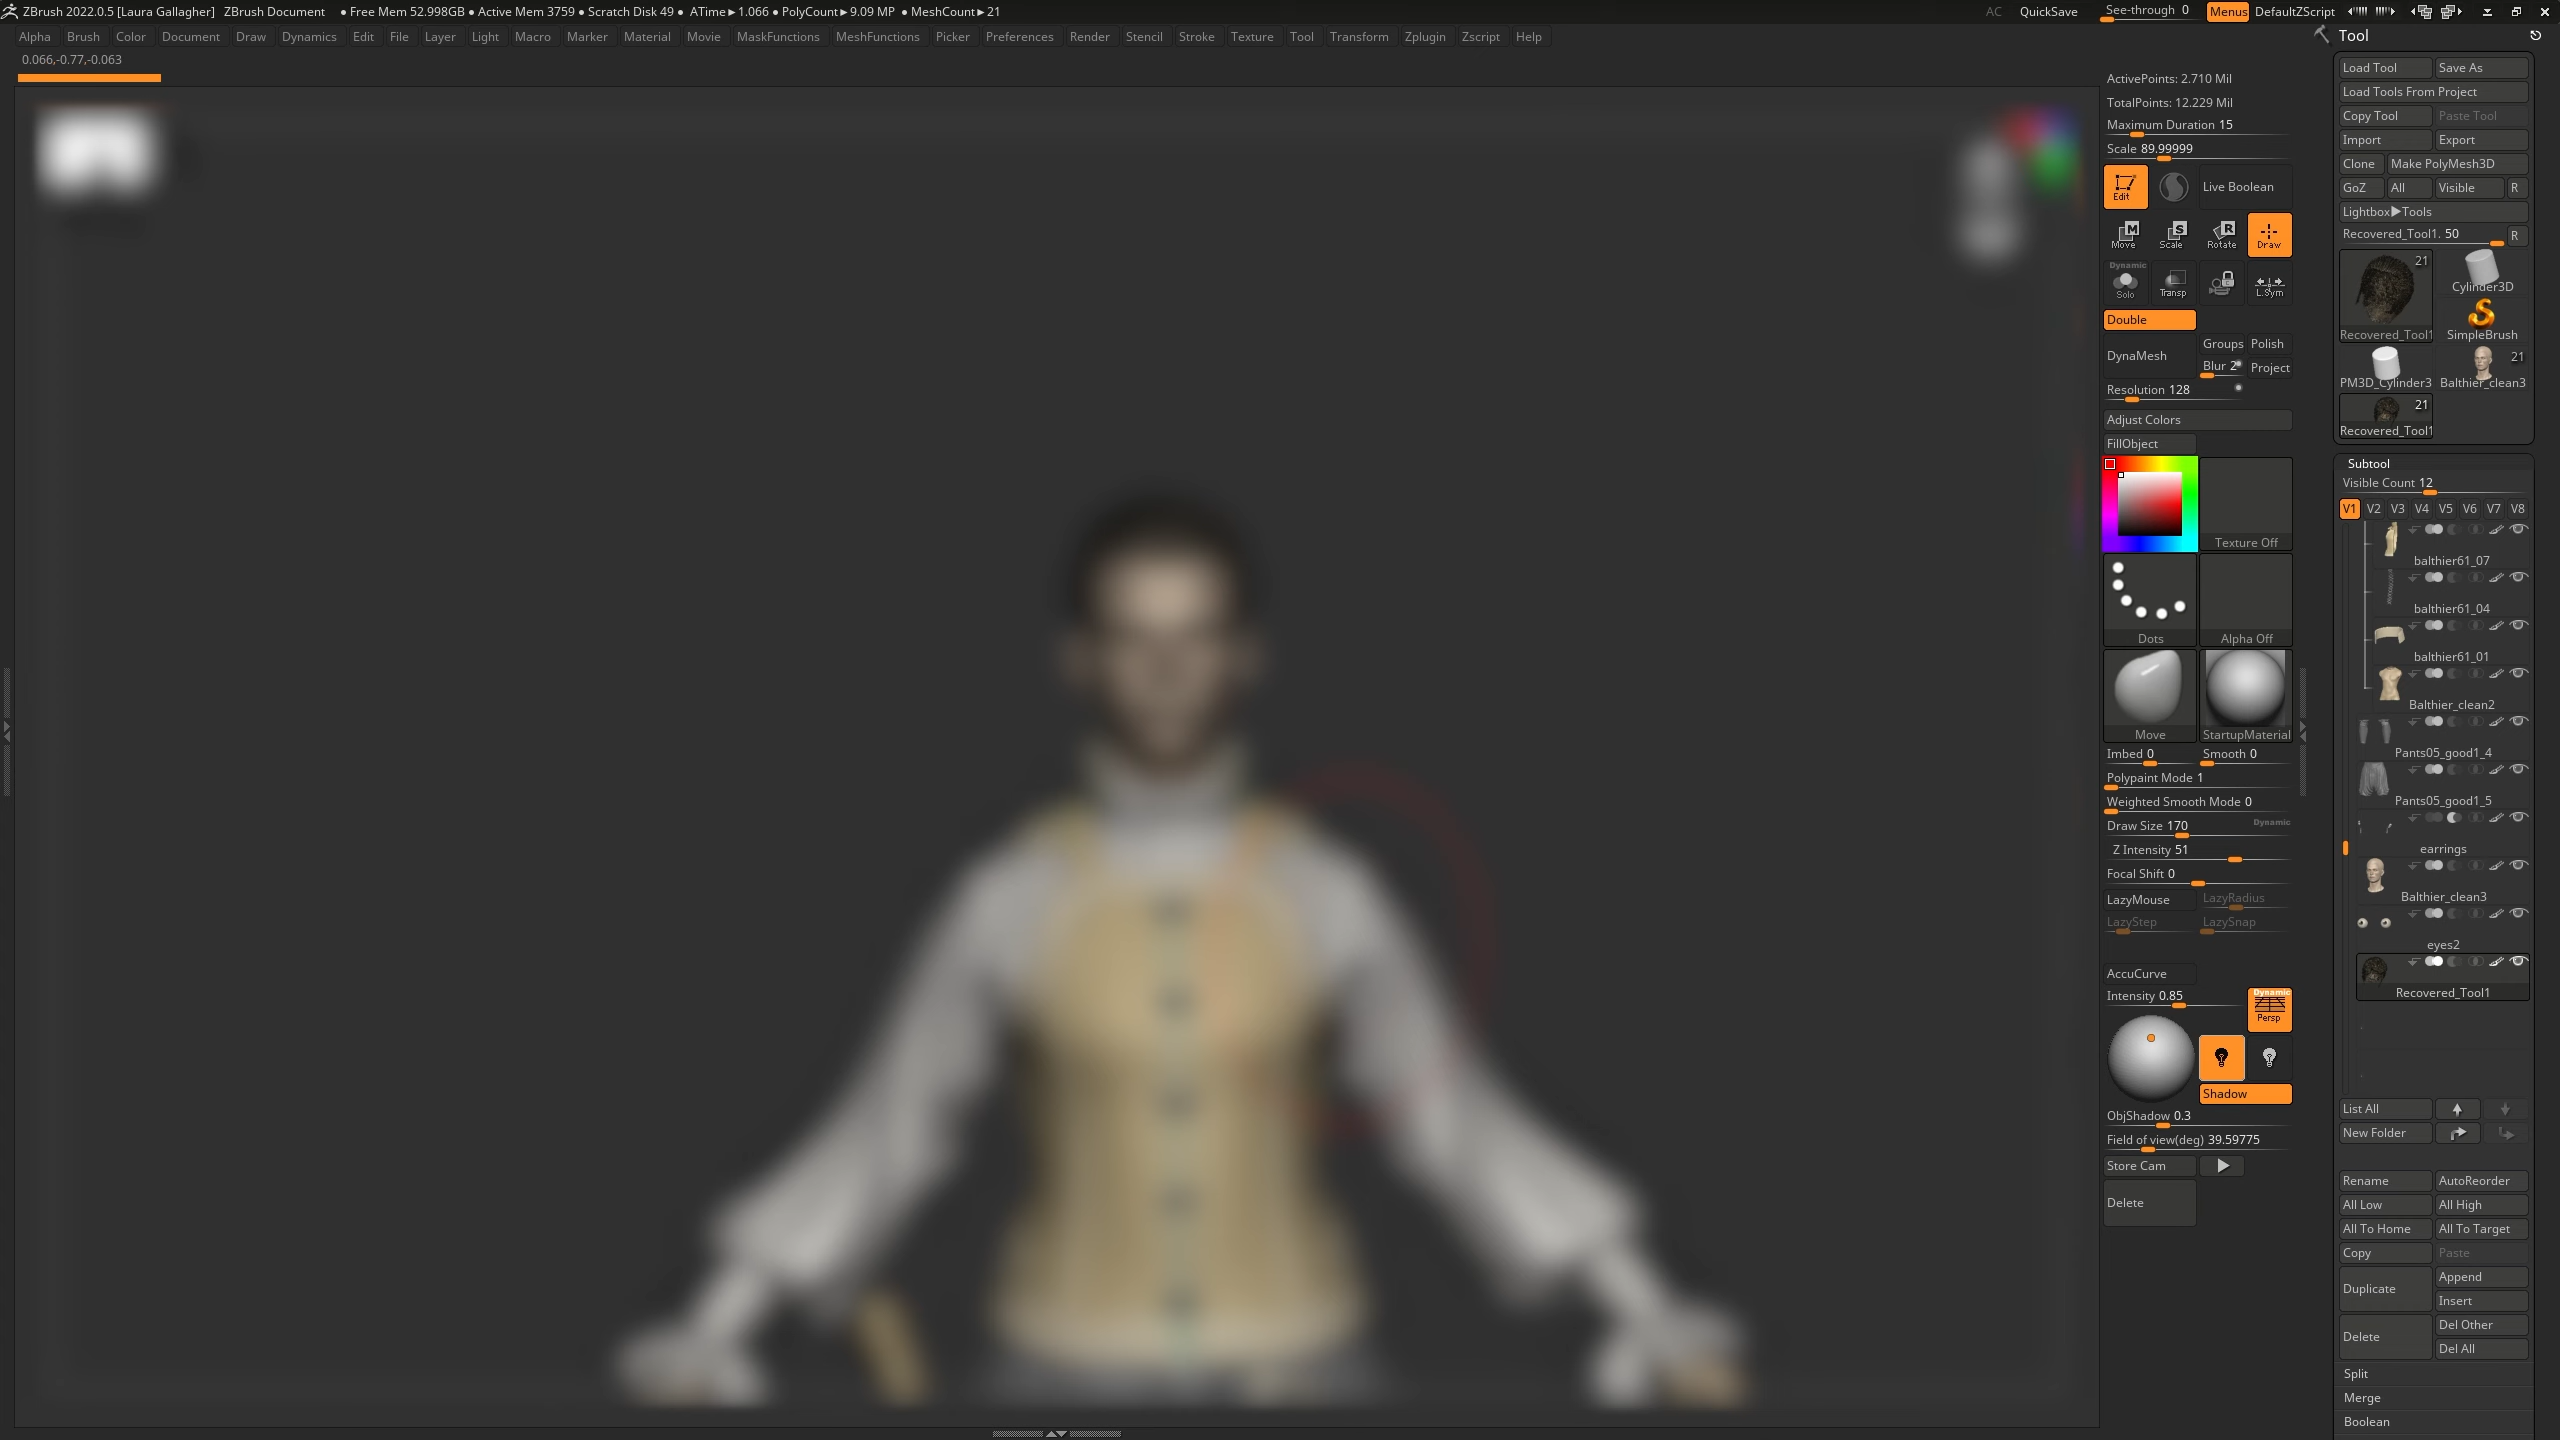 ZBrush 2022.0.5 [Laura Gallagher] ZBrush Document ● Free Mem 52.998GB ● Active Mem 3759 ● Scratch Disk 49 ● ATime►1.066 ● PolyCount►9.09 MP ● MeshCount►21 AC QuickSave See-through 0 Menus DefaultZScript
Alpha Brush Color Document Draw Dynamics Edit File Layer Light Macro Marker Material Movie MaskFunctions MeshFunctions Picker Preferences Render Stencil Stroke Texture Tool Transform Zplugin Zscript Help
0.066,-0.77,-0.063
ActivePoints: 2.710 Mil
TotalPoints: 12.229 Mil
Maximum Duration 15
Scale 89.99999
Edit Live Boolean
Move Scale Rotate Draw
Dynamic
Solo Transp L.Sym
Double
DynaMesh Groups Polish
Blur 2 Project
Resolution 128
Adjust Colors
FillObject
Texture Off
Dots Alpha Off
Move StartupMaterial
Imbed 0 Smooth 0
Polypaint Mode 1
Weighted Smooth Mode 0
Draw Size 170 Dynamic
Z Intensity 51
Focal Shift 0
LazyMouse LazyRadius
LazyStep LazySnap
AccuCurve
Intensity 0.85 Dynamic
Persp
Shadow
ObjShadow 0.3
Field of view(deg) 39.59775
Store Cam
Delete
Tool
Load Tool Save As
Load Tools From Project
Copy Tool Paste Tool
Import Export
Clone Make PolyMesh3D
GoZ All Visible R
Lightbox►Tools
Recovered_Tool1. 50 R
21
Cylinder3D
Recovered_Tool1 SimpleBrush
21
PM3D_Cylinder3 Balthier_clean3
21
Recovered_Tool1
Subtool
Visible Count 12
V1 V2 V3 V4 V5 V6 V7 V8
balthier61_07
balthier61_04
balthier61_01
Balthier_clean2
Pants05_good1_4
Pants05_good1_5
earrings
Balthier_clean3
eyes2
Recovered_Tool1
List All
New Folder
Rename AutoReorder
All Low All High
All To Home All To Target
Copy Paste
Duplicate Append
Insert
Delete Del Other
Del All
Split
Merge
Boolean